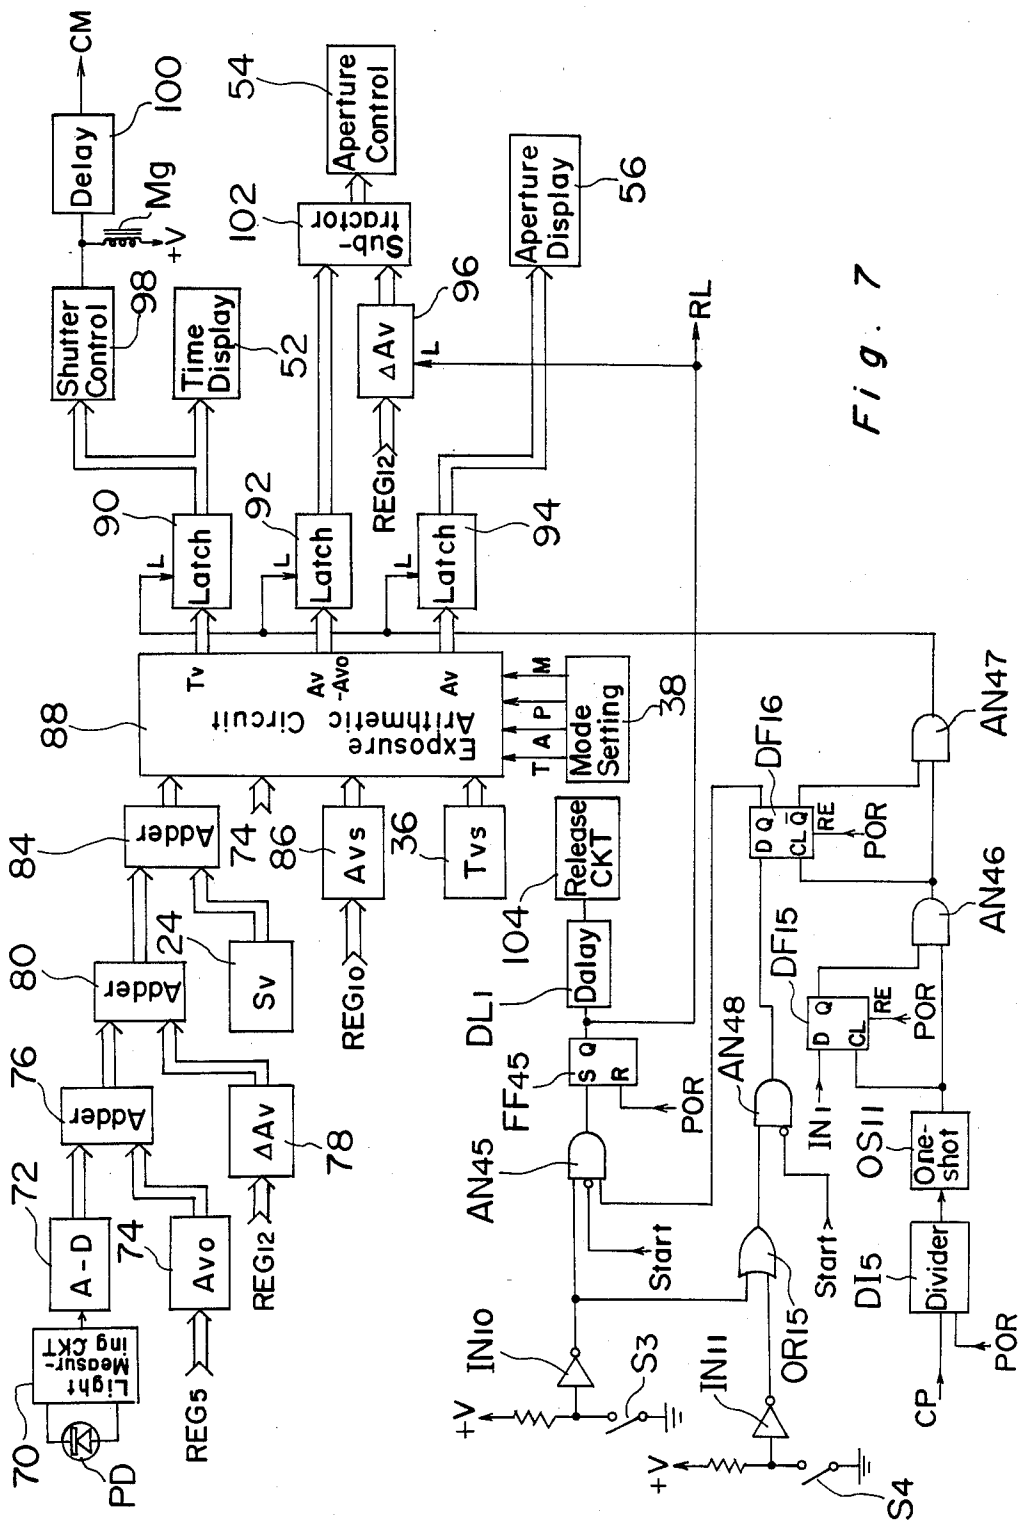 CM
Delay
100
Mg
+V
Shutter
Control
98
Time
Display
52
90
L
Latch
Tv
54
Aperture
Control
102
Sub-
tractor
96
ΔAv
L
REG12
92
L
Latch
Av
-Avo
Aperture
Display
56
RL
94
L
Latch
Av
88
Exposure
Arithmetic
Circuit
T A P M
Mode
Setting
38
84
Adder
74
86
Avs
REG10
36
Tvs
80
Adder
24
Sv
76
Adder
ΔAv
78
REG12
72
A-D
74
Avo
REG5
70
Light
Measur-
ing CKT
PD
104
Release
CKT
DL1
Dalay
FF45
S Q
R
POR
AN45
Start
IN10
+V
S3
IN11
+V
S4
OR15
Start
AN48
DF16
D Q
CL Q
RE
POR
AN47
AN46
DF15
D Q
CL
RE
POR
IN1
OS11
One-
shot
DI5
Divider
CP
POR
Fig. 7